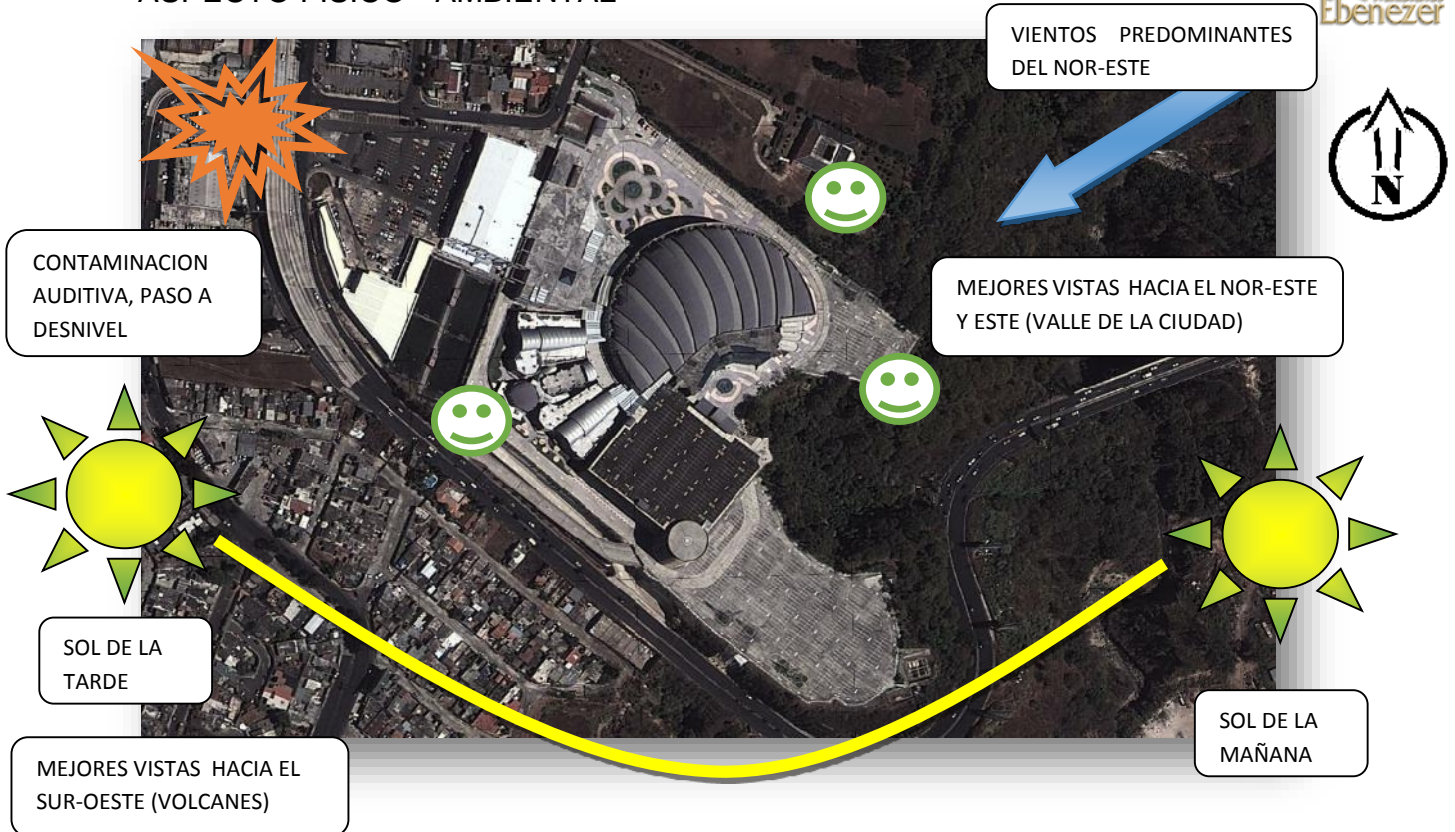 Ebenezer
VIENTOS PREDOMINANTES
DEL NOR-ESTE
N
CONTAMINACION
AUDITIVA, PASO A
DESNIVEL
MEJORES VISTAS HACIA EL NOR-ESTE
Y ESTE (VALLE DE LA CIUDAD)
SOL DE LA
TARDE
SOL DE LA
MAÑANA
MEJORES VISTAS HACIA EL
SUR-OESTE (VOLCANES)